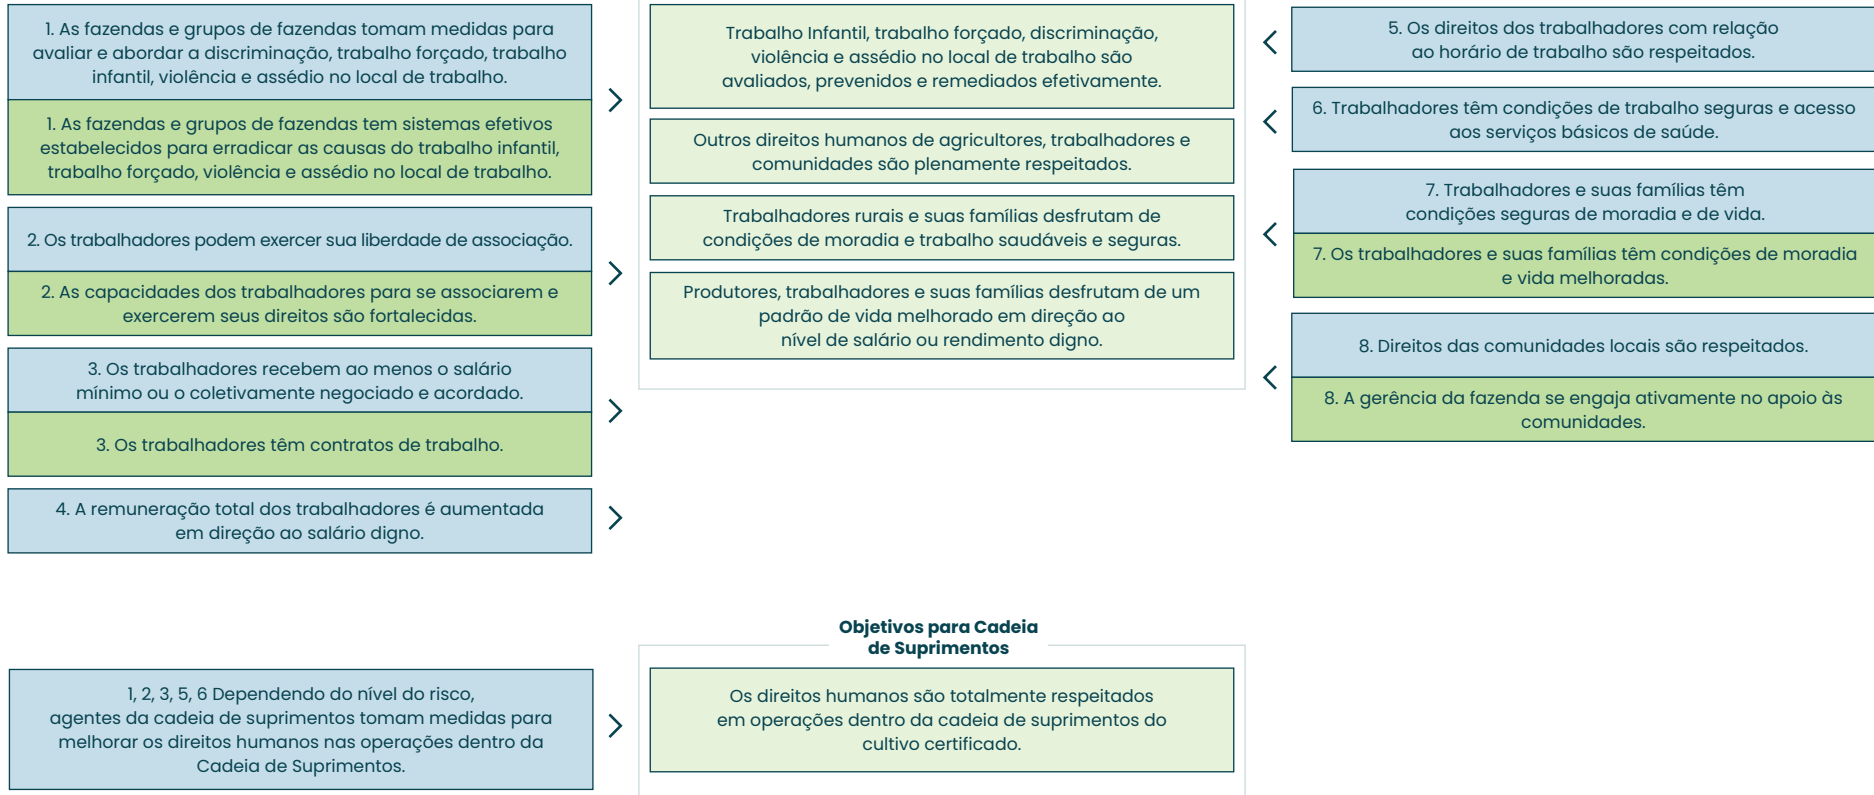 1. As fazendas e grupos de fazendas tomam medidas para
avaliar e abordar a discriminação, trabalho forçado, trabalho
infantil, violência e assédio no local de trabalho.
1. As fazendas e grupos de fazendas tem sistemas efetivos
estabelecidos para erradicar as causas do trabalho infantil,
trabalho forçado, violência e assédio no local de trabalho.
2. Os trabalhadores podem exercer sua liberdade de associação.
2. As capacidades dos trabalhadores para se associarem e
exercerem seus direitos são fortalecidas.
3. Os trabalhadores recebem ao menos o salário
mínimo ou o coletivamente negociado e acordado.
3. Os trabalhadores têm contratos de trabalho.
4. A remuneração total dos trabalhadores é aumentada
em direção ao salário digno.
Trabalho Infantil, trabalho forçado, discriminação,
violência e assédio no local de trabalho são
avaliados, prevenidos e remediados efetivamente.
Outros direitos humanos de agricultores, trabalhadores e
comunidades são plenamente respeitados.
Trabalhadores rurais e suas famílias desfrutam de
condições de moradia e trabalho saudáveis e seguras.
Produtores, trabalhadores e suas famílias desfrutam de um
padrão de vida melhorado em direção ao
nível de salário ou rendimento digno.
5. Os direitos dos trabalhadores com relação
ao horário de trabalho são respeitados.
6. Trabalhadores têm condições de trabalho seguras e acesso
aos serviços básicos de saúde.
7. Trabalhadores e suas famílias têm
condições seguras de moradia e de vida.
7. Os trabalhadores e suas famílias têm condições de moradia
e vida melhoradas.
8. Direitos das comunidades locais são respeitados.
8. A gerência da fazenda se engaja ativamente no apoio às
comunidades.
1, 2, 3, 5, 6 Dependendo do nível do risco,
agentes da cadeia de suprimentos tomam medidas para
melhorar os direitos humanos nas operações dentro da
Cadeia de Suprimentos.
Objetivos para Cadeia
de Suprimentos
Os direitos humanos são totalmente respeitados
em operações dentro da cadeia de suprimentos do
cultivo certificado.